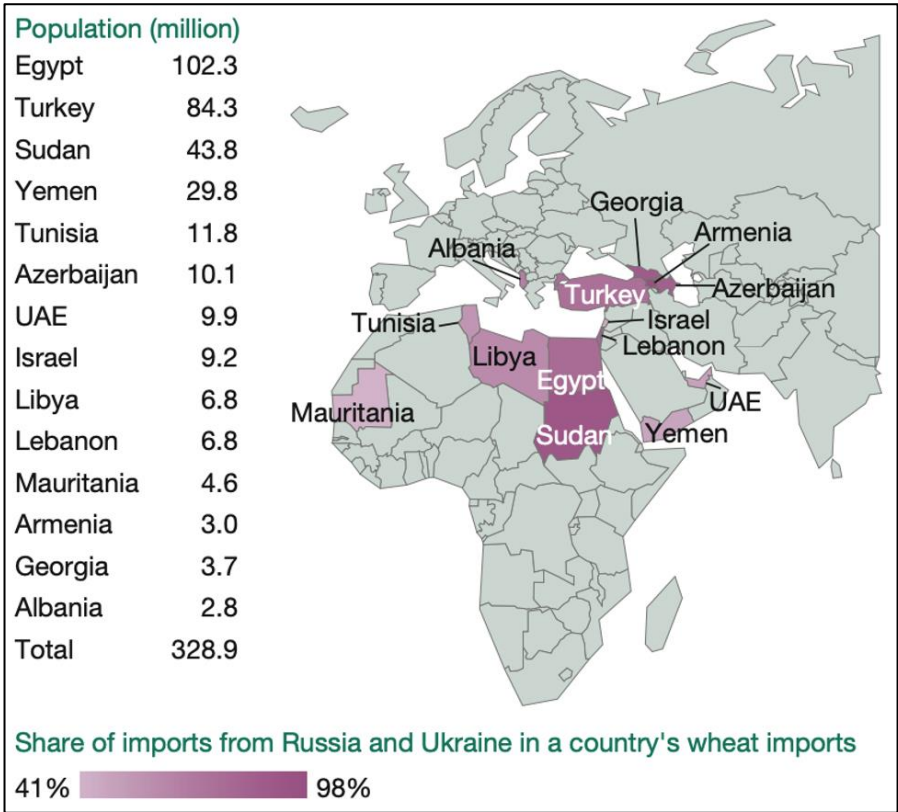 Population (million)
Egypt 102.3
Turkey 84.3
Sudan 43.8
Yemen 29.8
Tunisia 11.8
Azerbaijan 10.1
UAE 9.9
Israel 9.2
Libya 6.8
Lebanon 6.8
Mauritania 4.6
Armenia 3.0
Georgia 3.7
Albania 2.8
Total 328.9
Georgia
Armenia
Albania
Azerbaijan
Turkey
Israel
Tunisia
Lebanon
Libya
Egypt
UAE
Mauritania
Sudan
Yemen
Share of imports from Russia and Ukraine in a country's wheat imports
41% 98%